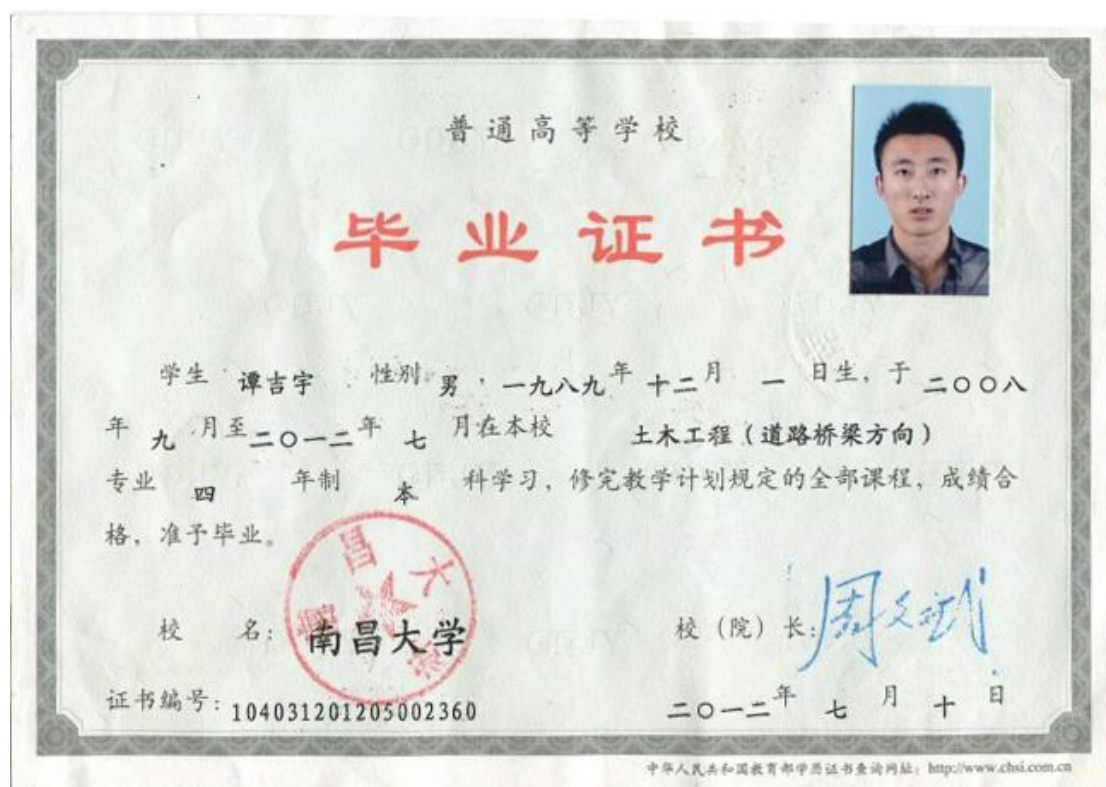 普通高等学校
毕业证书
学生 谭吉宇 性别 男 , 一九八九 年 十二 月 一 日生, 于 二〇〇八
年 九 月至 二〇一二 年 七 月在本校 土木工程（道路桥梁方向）
专业 四 年制 本 科学习, 修完教学计划规定的全部课程, 成绩合
格, 准予毕业。
校 名: 南昌大学 校（院）长: 周文斌
证书编号: 104031201205002360 二〇一二 年 七 月 十 日
中华人民共和国教育部学历证书查询网址: http://www.chsi.com.cn